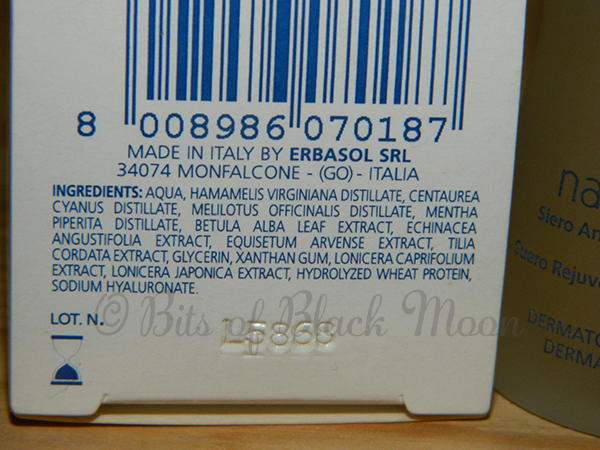 8 008986 070187
MADE IN ITALY BY ERBASOL SRL
34074 MONFALCONE - (GO) - ITALIA
INGREDIENTS: AQUA, HAMAMELIS VIRGINIANA DISTILLATE, CENTAUREA
CYANUS DISTILLATE, MELILOTUS OFFICINALIS DISTILLATE, MENTHA
PIPERITA DISTILLATE, BETULA ALBA LEAF EXTRACT, ECHINACEA
ANGUSTIFOLIA EXTRACT, EQUISETUM ARVENSE EXTRACT, TILIA
CORDATA EXTRACT, GLYCERIN, XANTHAN GUM, LONICERA CAPRIFOLIUM
EXTRACT, LONICERA JAPONICA EXTRACT, HYDROLYZED WHEAT PROTEIN,
SODIUM HYALURONATE.
© Bits of Black Moon
LOT. N.
na
Siero An
Cuero Rejuv
DERMATO
DERMA